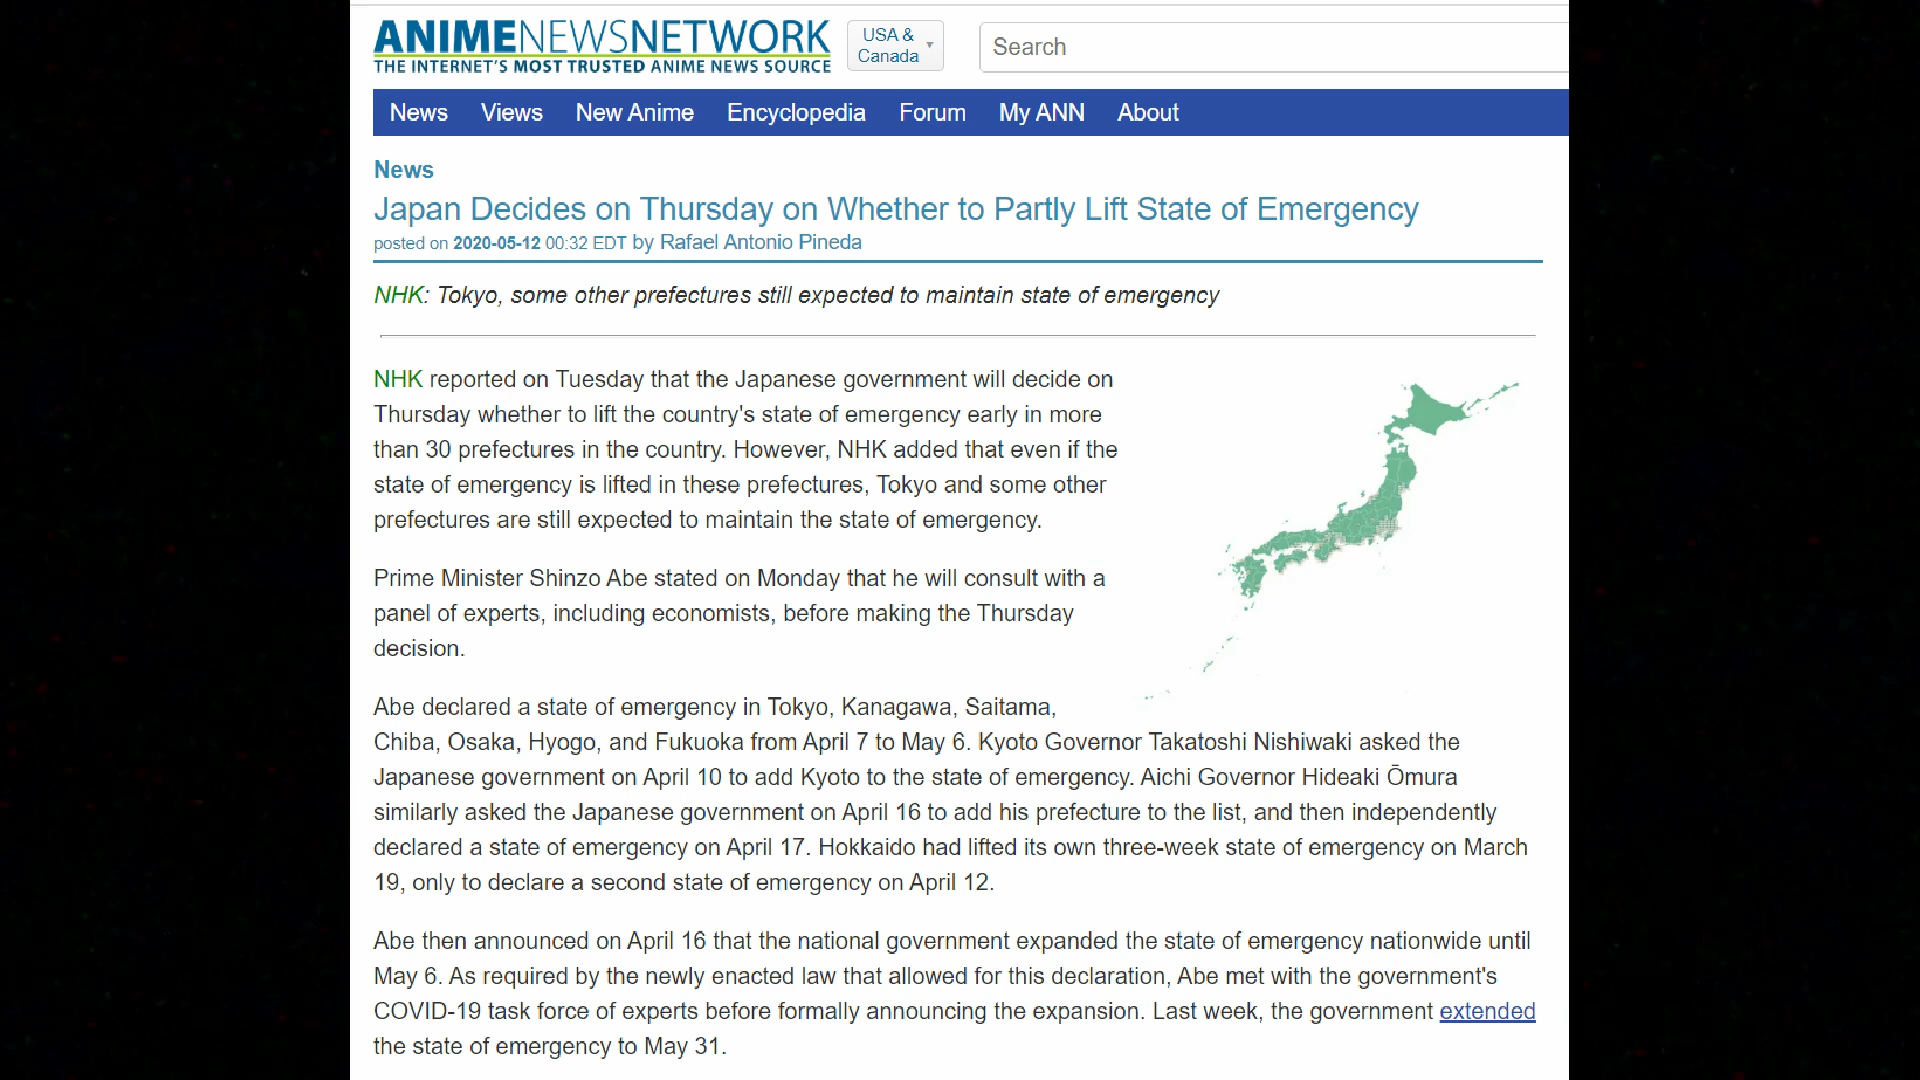 ANIMENEWSNETWORK
THE INTERNET'S MOST TRUSTED ANIME NEWS SOURCE
USA &
Canada
Search
News Views New Anime Encyclopedia Forum My ANN About
News
Japan Decides on Thursday on Whether to Partly Lift State of Emergency
posted on 2020-05-12 00:32 EDT by Rafael Antonio Pineda
NHK: Tokyo, some other prefectures still expected to maintain state of emergency
NHK reported on Tuesday that the Japanese government will decide on
Thursday whether to lift the country's state of emergency early in more
than 30 prefectures in the country. However, NHK added that even if the
state of emergency is lifted in these prefectures, Tokyo and some other
prefectures are still expected to maintain the state of emergency.
Prime Minister Shinzo Abe stated on Monday that he will consult with a
panel of experts, including economists, before making the Thursday
decision.
Abe declared a state of emergency in Tokyo, Kanagawa, Saitama,
Chiba, Osaka, Hyogo, and Fukuoka from April 7 to May 6. Kyoto Governor Takatoshi Nishiwaki asked the
Japanese government on April 10 to add Kyoto to the state of emergency. Aichi Governor Hideaki Ōmura
similarly asked the Japanese government on April 16 to add his prefecture to the list, and then independently
declared a state of emergency on April 17. Hokkaido had lifted its own three-week state of emergency on March
19, only to declare a second state of emergency on April 12.
Abe then announced on April 16 that the national government expanded the state of emergency nationwide until
May 6. As required by the newly enacted law that allowed for this declaration, Abe met with the government's
COVID-19 task force of experts before formally announcing the expansion. Last week, the government extended
the state of emergency to May 31.